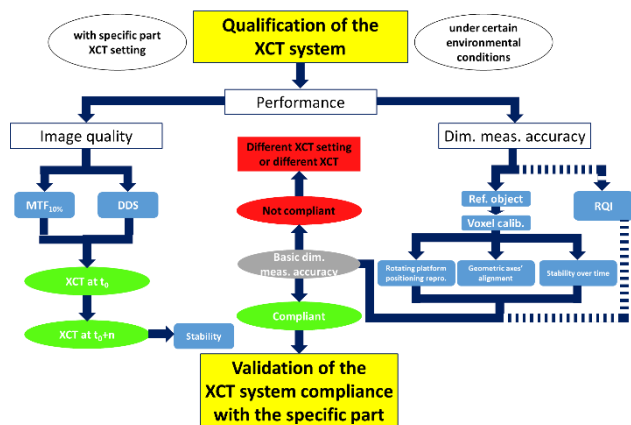 with specific part
XCT setting
Qualification of the
XCT system
under certain
environmental
conditions
Performance
Image quality
Different XCT setting
or different XCT
Dim. meas. accuracy
MTF10%
DDS
Ref. object
RQI
Not compliant
Voxel calib.
XCT at t0
Basic dim.
meas. accuracy
Rotating platform
positioning repro.
Geometric axes'
alignment
Stability over time
XCT at t0+n
Stability
Compliant
Validation of the
XCT system compliance
with the specific part